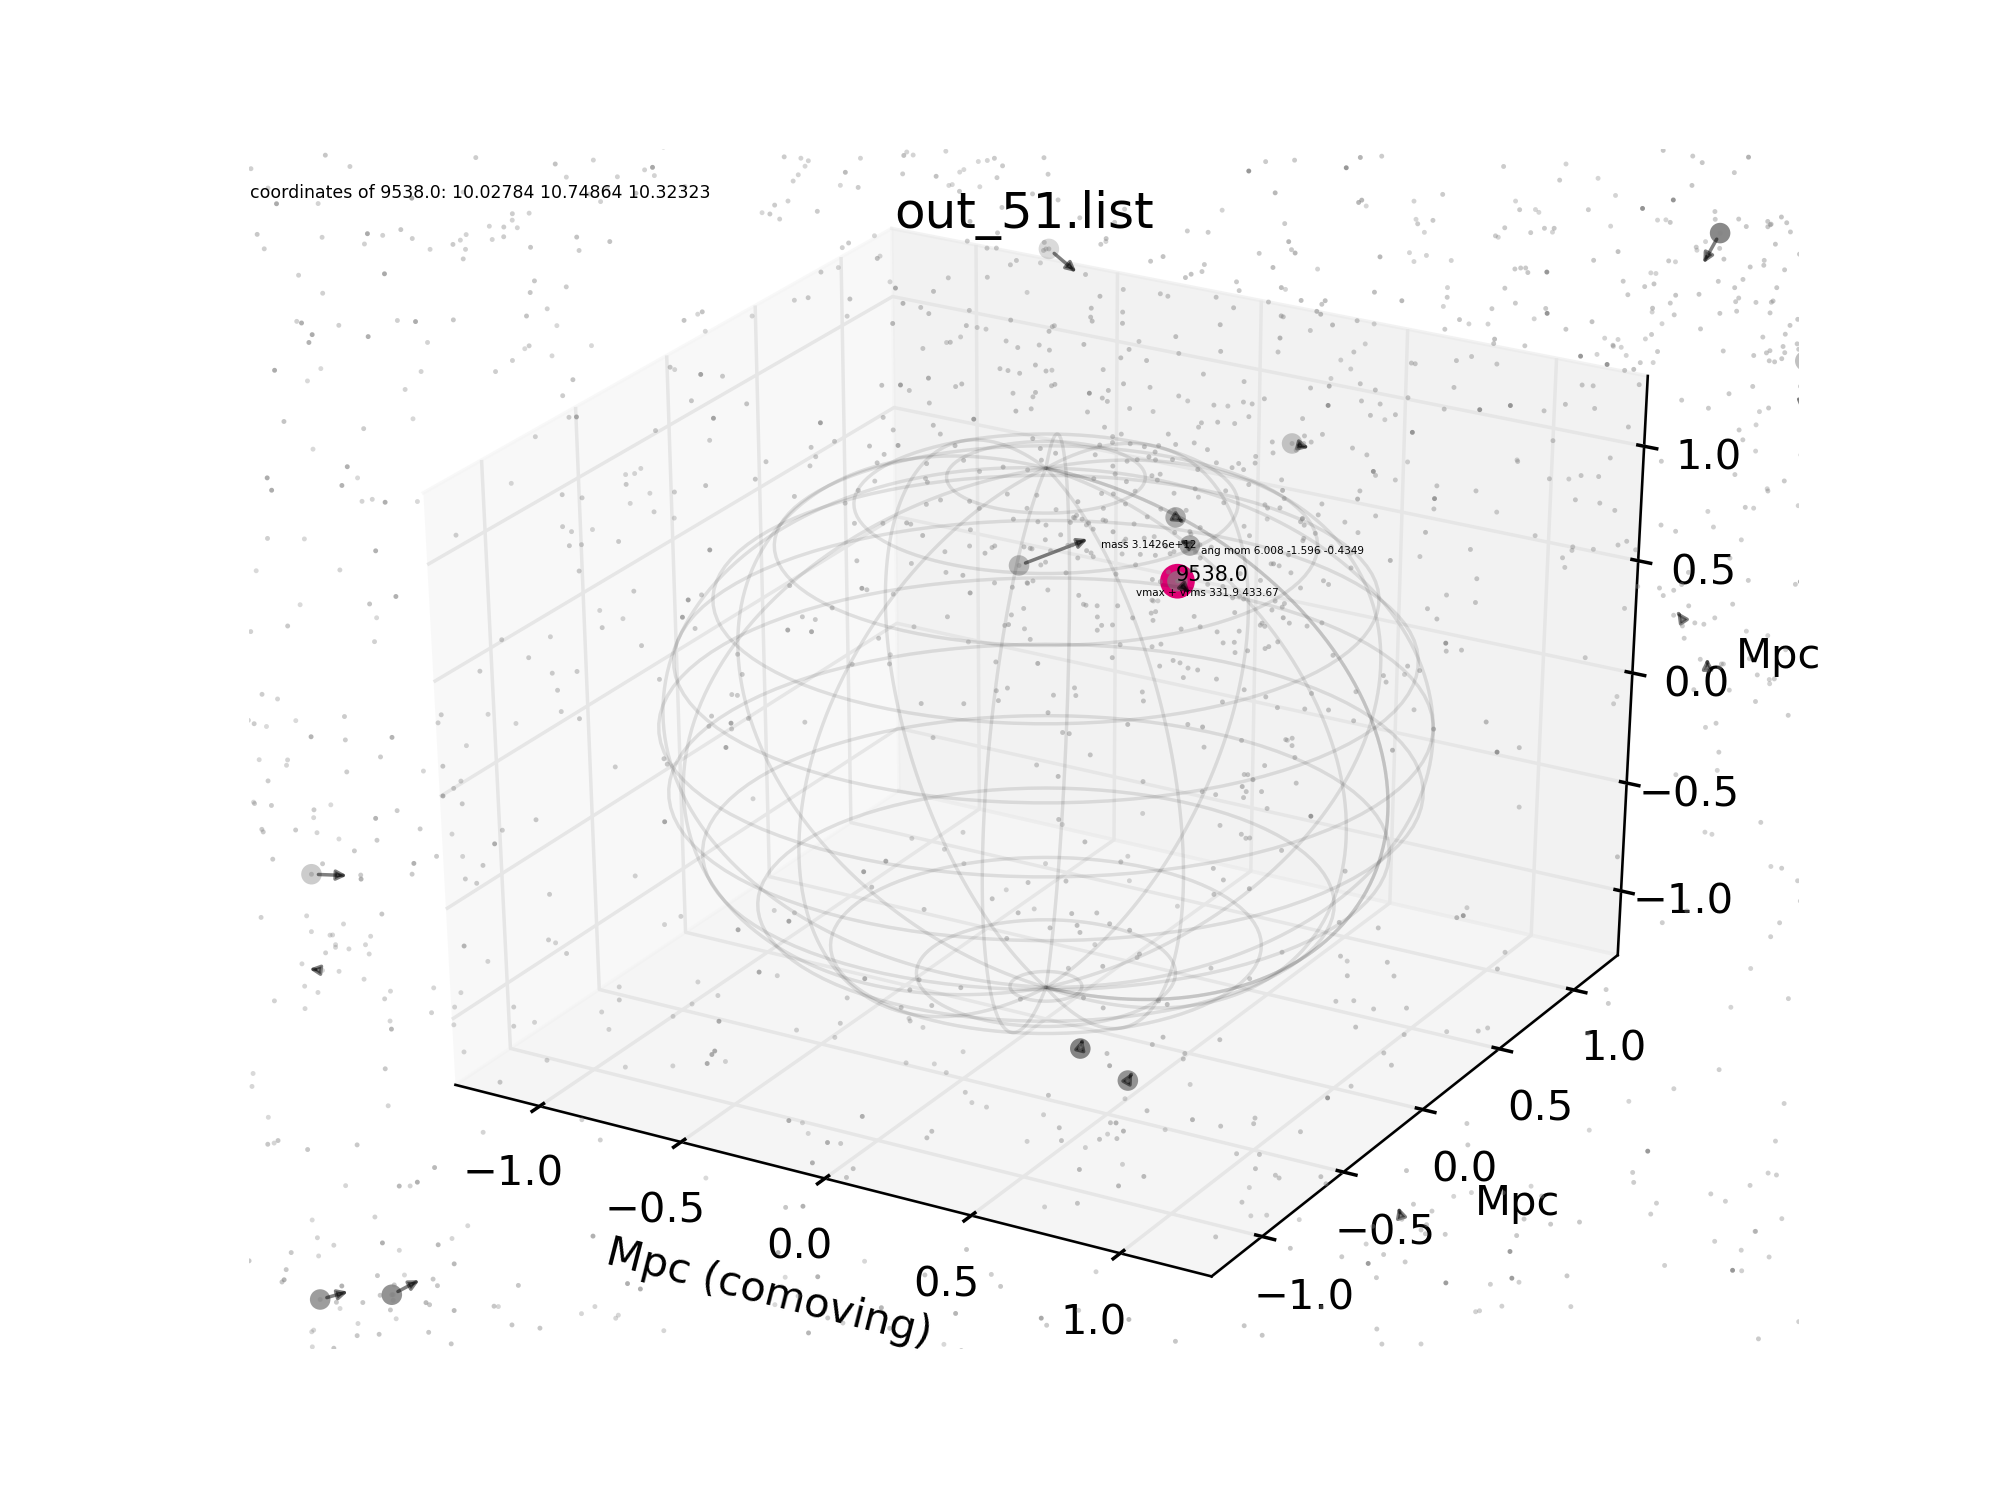 coordinates of 9538.0: 10.02784 10.74864 10.32323
out_51.list
1.0
mass 3.1426e+12
ang mom 6.008 -1.596 -0.4349
9538.0
0.5
vmax + vrms 331.9 433.67
Mpc
0.0
−0.5
−1.0
1.0
0.5
−1.0
0.0
−0.5
Mpc
−0.5
0.0
Mpc (comoving)
0.5
−1.0
1.0